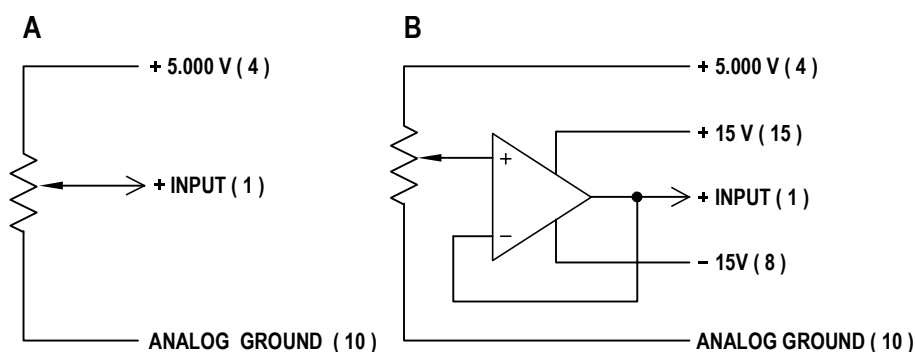 A
+ 5.000 V ( 4 )
+ INPUT ( 1 )
ANALOG GROUND ( 10 )
B
+ 5.000 V ( 4 )
+ 15 V ( 15 )
+
+ INPUT ( 1 )
−
− 15V ( 8 )
ANALOG GROUND ( 10 )